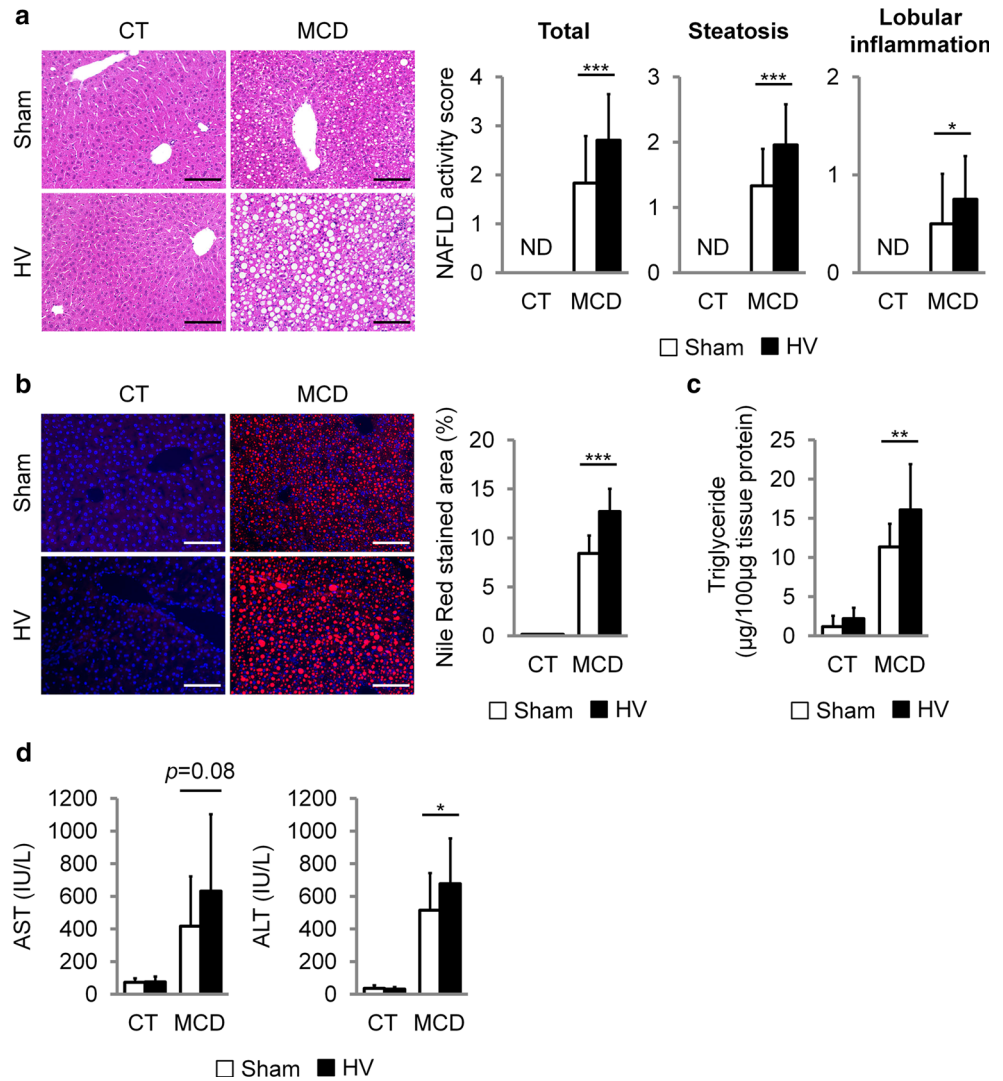 a
CT
MCD
Sham
HV
Total
Steatosis
Lobular
inflammation
NAFLD activity score
4
3
2
1
0
***
ND
CT
MCD
3
2
1
0
***
ND
CT
MCD
2
1
0
*
ND
CT
MCD
Sham
HV
b
CT
MCD
Sham
HV
Nile Red stained area (%)
20
15
10
5
0
***
CT
MCD
Sham
HV
c
Triglyceride
(µg/100µg tissue protein)
25
20
15
10
5
0
**
CT
MCD
Sham
HV
d
AST (IU/L)
1200
1000
800
600
400
200
0
p=0.08
CT
MCD
ALT (IU/L)
1200
1000
800
600
400
200
0
*
CT
MCD
Sham
HV